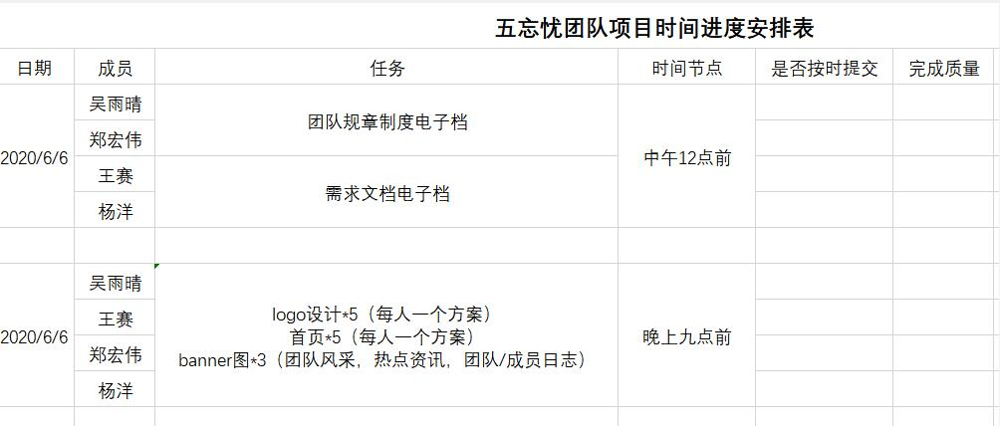 五忘忧团队项目时间进度安排表
日期 成员 任务 时间节点 是否按时提交 完成质量
吴雨晴
团队规章制度电子档
郑宏伟
2020/6/6 中午12点前
王赛
需求文档电子档
杨洋
吴雨晴
logo设计*5（每人一个方案）
王赛
首页*5（每人一个方案）
2020/6/6 晚上九点前
郑宏伟
banner图*3（团队风采，热点资讯，团队/成员日志）
杨洋